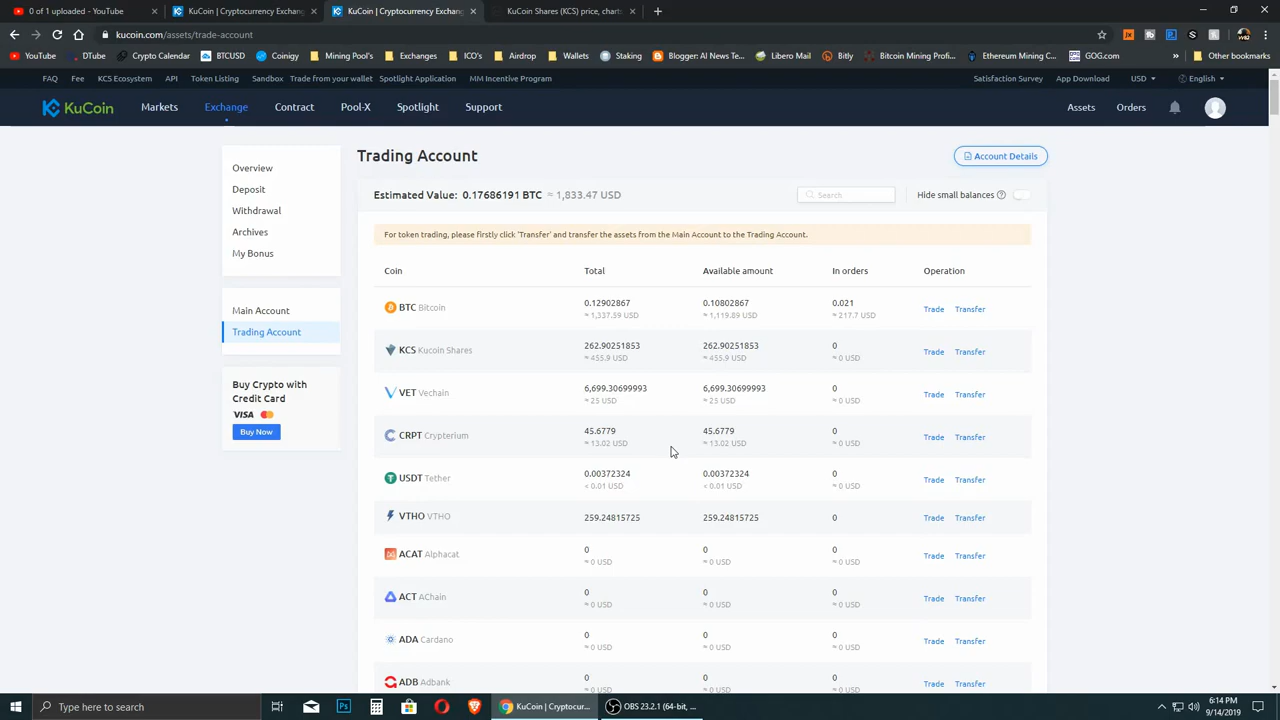 0 of 1 uploaded - YouTube
KuCoin | Cryptocurrency Exchang
KuCoin | Cryptocurrency Exchang
KuCoin Shares (KCS) price, charts
kucoin.com/assets/trade-account
YouTube DTube Crypto Calendar BTCUSD Coinigy Mining Pool's Exchanges ICO's Airdrop Wallets Staking Blogger: AI News Te... Libero Mail Bitcoin Bitly Bitcoin Mining Pro... Ethereum Mining Co... GOG.com » Other bookmarks
FAQ Fee KCS Ecosystem API Token Listing Sandbox Trade from your wallet Spotlight Application MM Incentive Program Satisfaction Survey App Download USD English
KuCoin Markets Exchange Contract Pool-X Spotlight Support Assets Orders
Overview
Deposit
Withdrawal
Archives
My Bonus
Main Account
Trading Account
Buy Crypto with
Credit Card
VISA
Buy Now
Trading Account
Account Details
Estimated Value: 0.17686191 BTC ≈ 1,833.47 USD
Search
Hide small balances
For token trading, please firstly click 'Transfer' and transfer the assets from the Main Account to the Trading Account.
Coin Total Available amount In orders Operation
BTC Bitcoin 0.12902867 0.10802867 0.021 Trade Transfer
≈ 1,337.59 USD ≈ 1,119.89 USD ≈ 217.7 USD
KCS Kucoin Shares 262.90251853 262.90251853 0 Trade Transfer
≈ 455.9 USD ≈ 455.9 USD ≈ 0 USD
VET Vechain 6,699.30699993 6,699.30699993 0 Trade Transfer
≈ 25 USD ≈ 25 USD ≈ 0 USD
CRPT Crypterium 45.6779 45.6779 0 Trade Transfer
≈ 13.02 USD ≈ 13.02 USD ≈ 0 USD
USDT Tether 0.00372324 0.00372324 0 Trade Transfer
< 0.01 USD < 0.01 USD ≈ 0 USD
VTHO VTHO 259.24815725 259.24815725 0 Trade Transfer
ACAT Alphacat 0 0 0 Trade Transfer
≈ 0 USD ≈ 0 USD ≈ 0 USD
ACT AChain 0 0 0 Trade Transfer
≈ 0 USD ≈ 0 USD ≈ 0 USD
ADA Cardano 0 0 0 Trade Transfer
≈ 0 USD ≈ 0 USD ≈ 0 USD
ADB Adbank 0 0 0 Trade Transfer
≈ 0 USD ≈ 0 USD ≈ 0 USD
Type here to search
KuCoin | Cryptocur...
OBS 23.2.1 (64-bit, ...
6:14 PM
9/14/2019